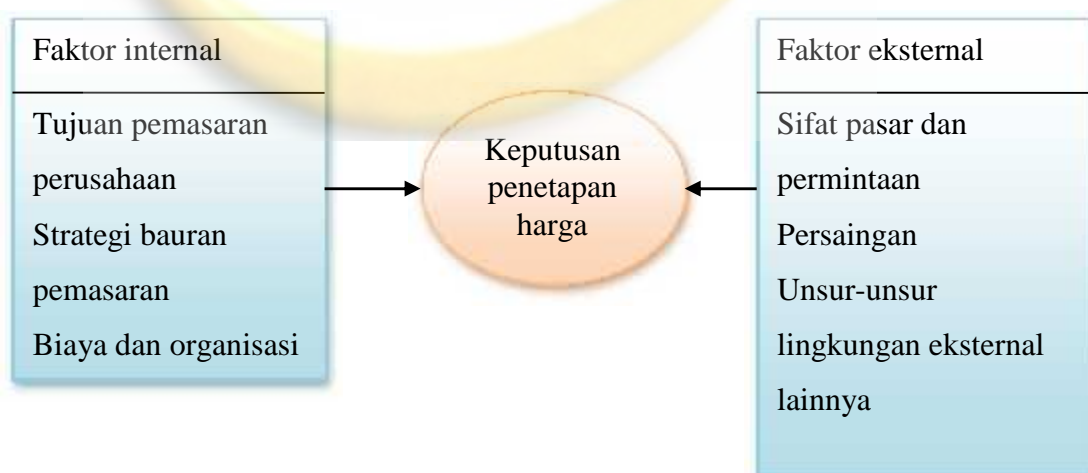 Faktor internal
Tujuan pemasaran
perusahaan
Strategi bauran
pemasaran
Biaya dan organisasi
Keputusan
penetapan
harga
Faktor eksternal
Sifat pasar dan
permintaan
Persaingan
Unsur-unsur
lingkungan eksternal
lainnya